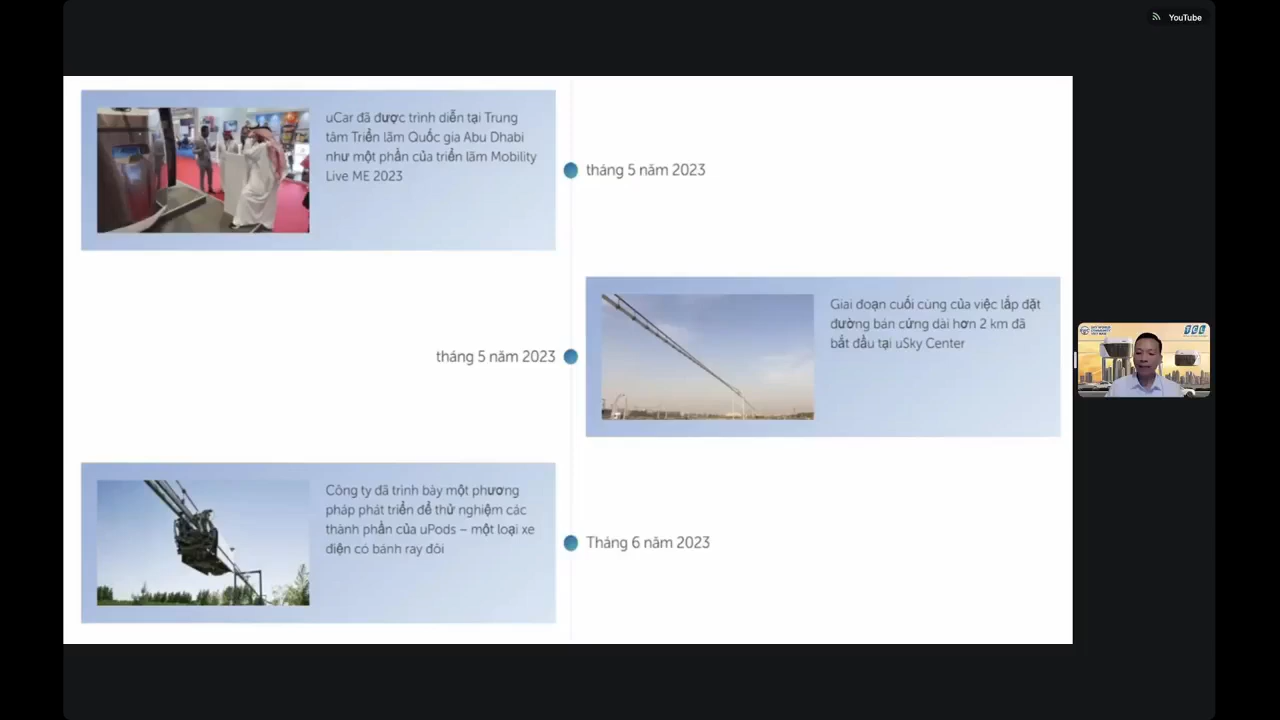 YouTube
uCar đã được trình diễn tại Trung
tâm Triển lãm Quốc gia Abu Dhabi
như một phần của triển lãm Mobility
Live ME 2023
tháng 5 năm 2023
Giai đoạn cuối cùng của việc lắp đặt
đường bán cứng dài hơn 2 km đã
bắt đầu tại uSky Center
tháng 5 năm 2023
Công ty đã trình bày một phương
pháp phát triển để thử nghiệm các
thành phần của uPods – một loại xe
điện có bánh ray đôi
Tháng 6 năm 2023